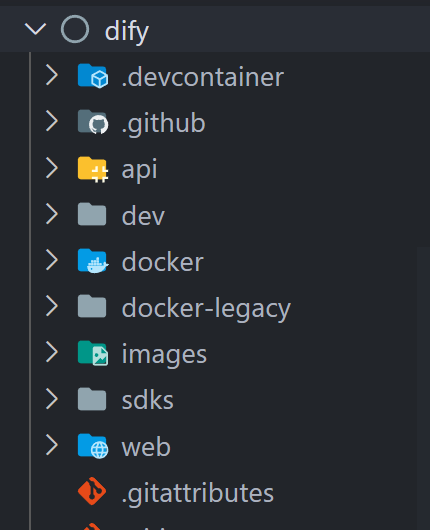 dify
.devcontainer
.github
api
dev
docker
docker-legacy
images
sdks
web
.gitattributes